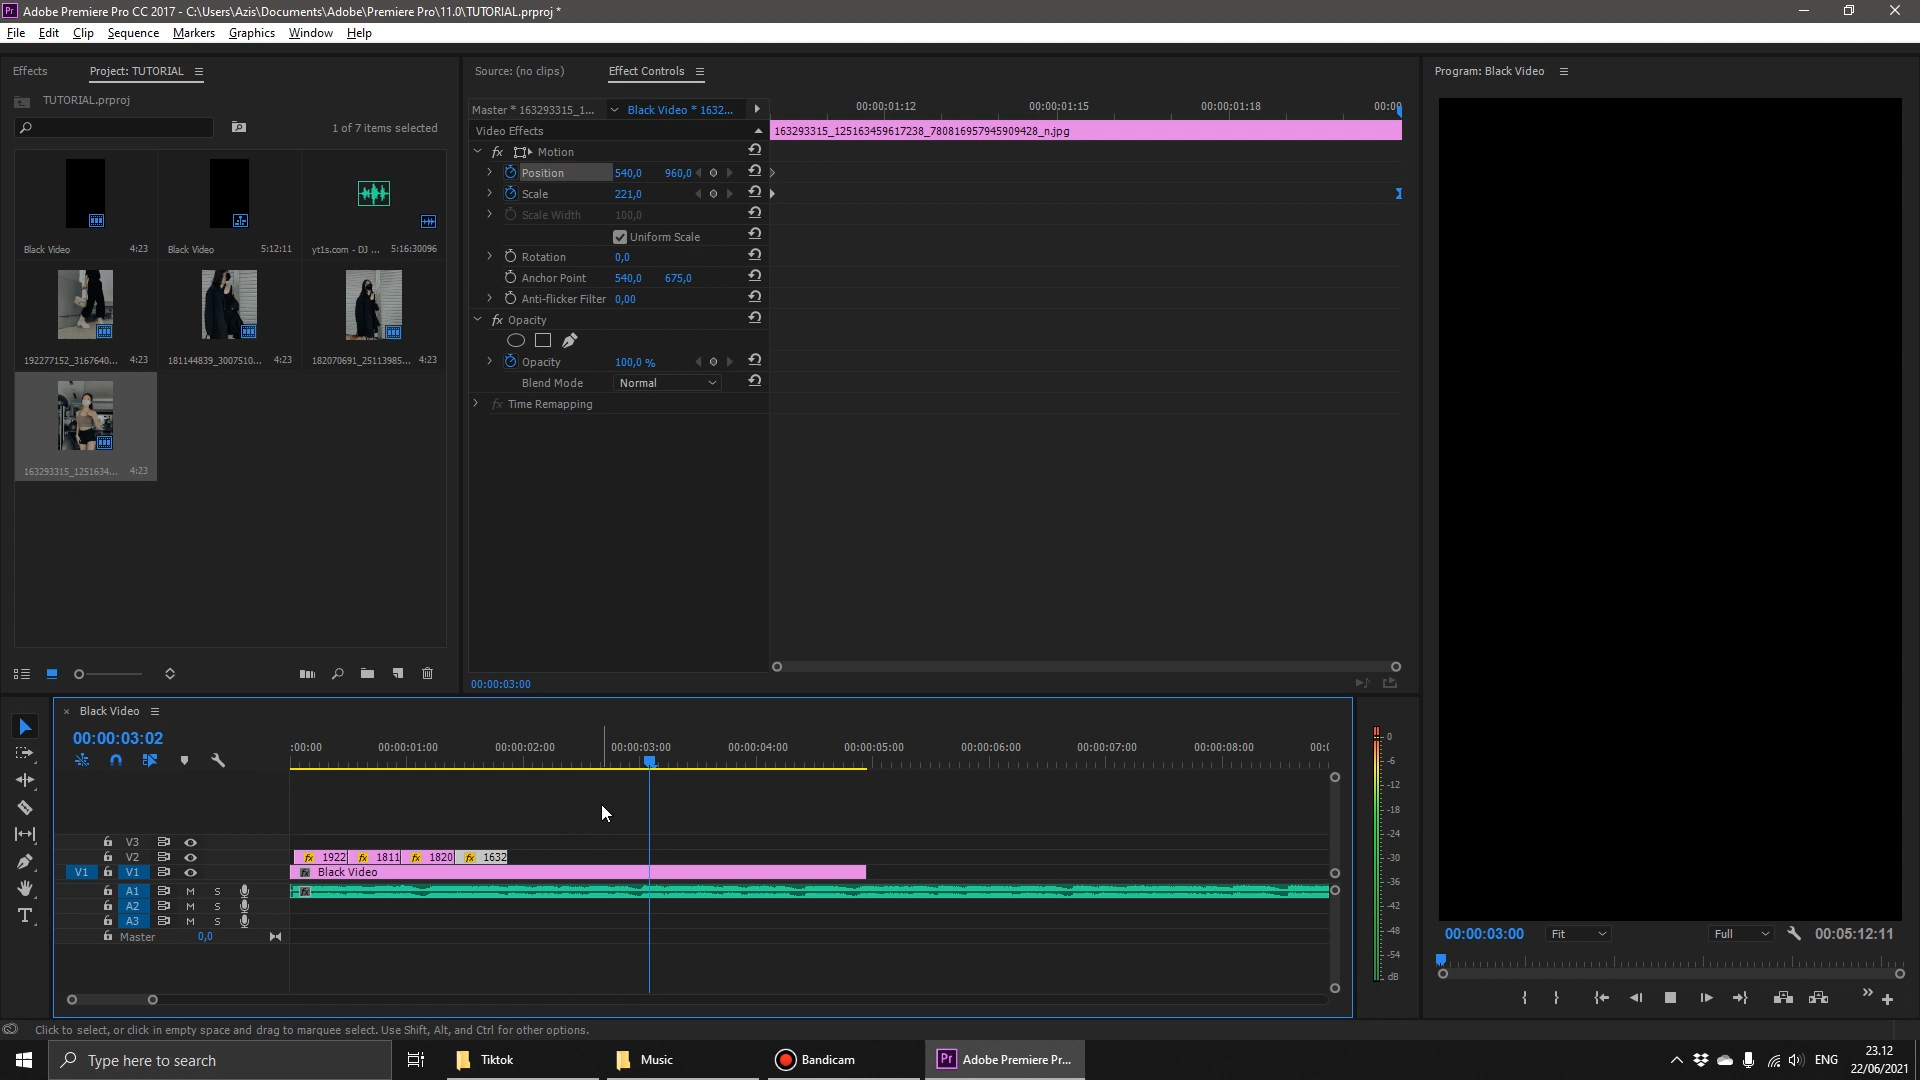 Adobe Premiere Pro CC 2017 - C:\Users\Azis\Documents\Adobe\Premiere Pro\11.0\TUTORIAL.prproj *
File Edit Clip Sequence Markers Graphics Window Help
Effects Project: TUTORIAL
TUTORIAL.prproj
1 of 7 items selected
Black Video 4:23 Black Video 5:12:11 yt1s.com - DJ ... 5:16:30096
192277152_3167640... 4:23 181144839_3007510... 4:23 182070691_25113985... 4:23
163293315_1251634... 4:23
Source: (no clips) Effect Controls
Master * 163293315_1... Black Video * 1632...
00:00:01:12 00:00:01:15 00:00:01:18 00:00
Video Effects
163293315_125163459617238_780816957945909428_n.jpg
fx Motion
Position 540,0 960,0
Scale 221,0
Scale Width 100,0
Uniform Scale
Rotation 0,0
Anchor Point 540,0 675,0
Anti-flicker Filter 0,00
fx Opacity
Opacity 100,0 %
Blend Mode Normal
fx Time Remapping
00:00:03:00
Program: Black Video
00:00:03:00 Fit Full 00:05:12:11
Black Video
00:00:03:02
:00:00 00:00:01:00 00:00:02:00 00:00:03:00 00:00:04:00 00:00:05:00 00:00:06:00 00:00:07:00 00:00:08:00 00:0
V3
V2 fx 1922 fx 1811 fx 1820 fx 1632
V1 V1 fx Black Video
A1 M S fx
A2 M S
A3 M S
Master 0,0
0
-6
-12
-18
-24
-30
-36
-42
-48
-54
dB
Click to select, or click in empty space and drag to marquee select. Use Shift, Alt, and Ctrl for other options.
Type here to search Tiktok Music Bandicam Pr Adobe Premiere Pr... ENG
23.12
22/06/2021